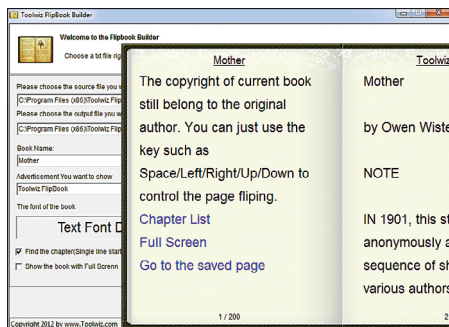 Toolwiz FlipBook Builder
Welcome to the Flipbook Builder
Choose a txt file
Please choose the source file you
C:\Program Files (x86)\Toolwiz Flip
Please choose the output file you
C:\Program Files (x86)\Toolwiz Flip
Book Name:
Mother
Advertisement You want to show
Toolwiz FlipBook
The font of the book
Text Font
Find the chapter(Single line start
Show the book with Full Screnn
Copyright 2012 by www.Toolwiz.com
Mother
The copyright of current book
still belong to the original
author. You can just use the
key such as
Space/Left/Right/Up/Down to
control the page fliping.
Chapter List
Full Screen
Go to the saved page
1 / 200
Toolwiz
Mother
by Owen Wiste
NOTE
IN 1901, this
anonymously
sequence of
various authors
2